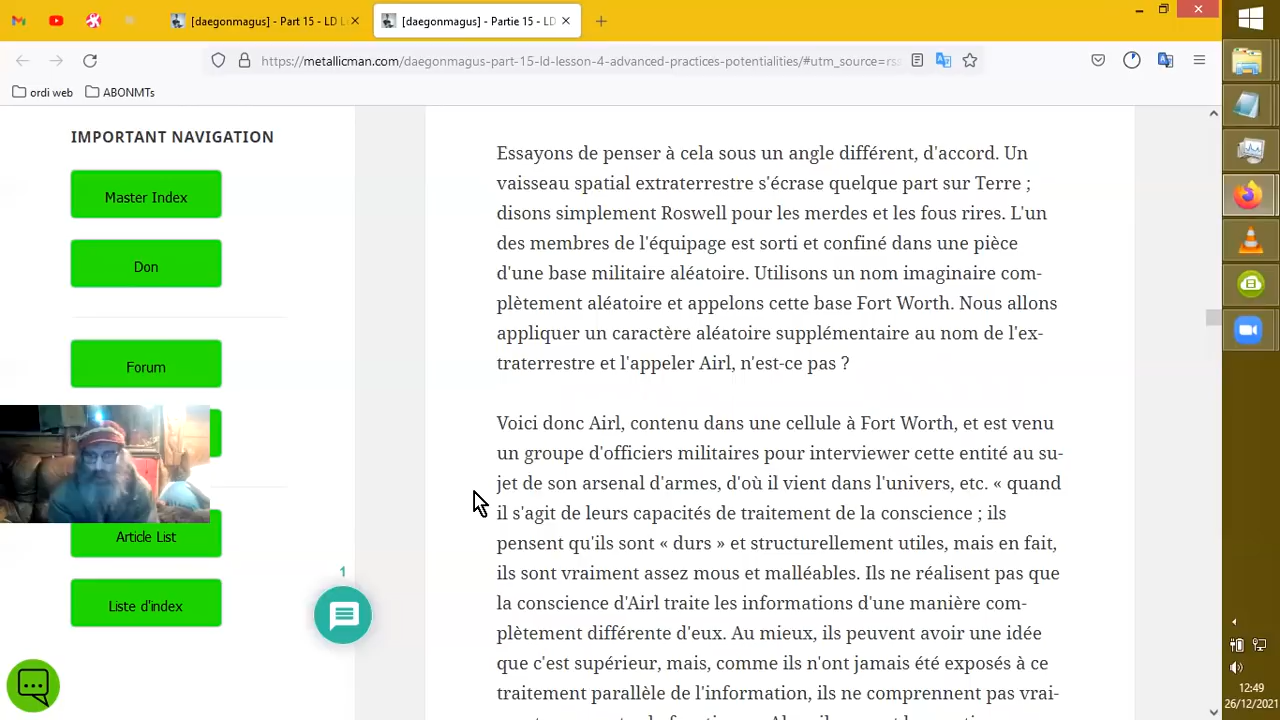 [daegonmagus] - Part 15 - LD L
[daegonmagus] - Partie 15 - LD
https://metallicman.com/daegonmagus-part-15-ld-lesson-4-advanced-practices-potentialities/#utm_source=rs
ordi web
ABONMTs
IMPORTANT NAVIGATION
Master Index
Don
Forum
Article List
Liste d'index
1
Essayons de penser à cela sous un angle différent, d'accord. Un
vaisseau spatial extraterrestre s'écrase quelque part sur Terre ;
disons simplement Roswell pour les merdes et les fous rires. L'un
des membres de l'équipage est sorti et confiné dans une pièce
d'une base militaire aléatoire. Utilisons un nom imaginaire com-
plètement aléatoire et appelons cette base Fort Worth. Nous allons
appliquer un caractère aléatoire supplémentaire au nom de l'ex-
traterrestre et l'appeler Airl, n'est-ce pas ?
Voici donc Airl, contenu dans une cellule à Fort Worth, et est venu
un groupe d'officiers militaires pour interviewer cette entité au su-
jet de son arsenal d'armes, d'où il vient dans l'univers, etc. « quand
il s'agit de leurs capacités de traitement de la conscience ; ils
pensent qu'ils sont « durs » et structurellement utiles, mais en fait,
ils sont vraiment assez mous et malléables. Ils ne réalisent pas que
la conscience d'Airl traite les informations d'une manière com-
plètement différente d'eux. Au mieux, ils peuvent avoir une idée
que c'est supérieur, mais, comme ils n'ont jamais été exposés à ce
traitement parallèle de l'information, ils ne comprennent pas vrai-
12:49
26/12/2021